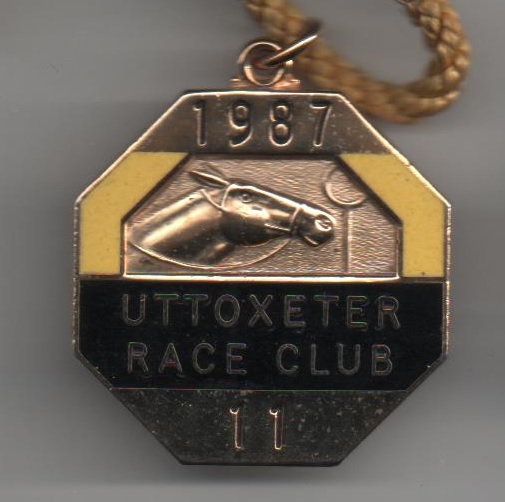 1987
UTTOXETER
RACE CLUB
11